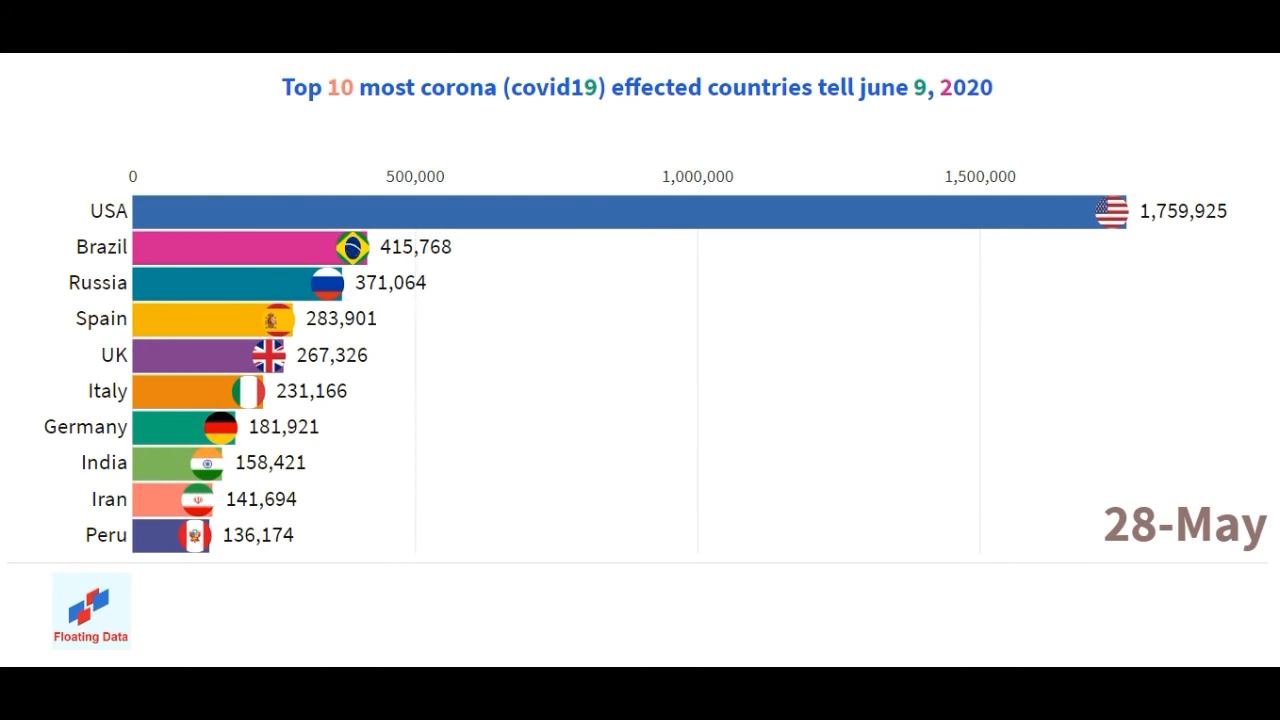 Top 10 most corona (covid19) effected countries tell june 9, 2020
0 500,000 1,000,000 1,500,000
USA 1,759,925
Brazil 415,768
Russia 371,064
Spain 283,901
UK 267,326
Italy 231,166
Germany 181,921
India 158,421
Iran 141,694
Peru 136,174
28-May
Floating Data